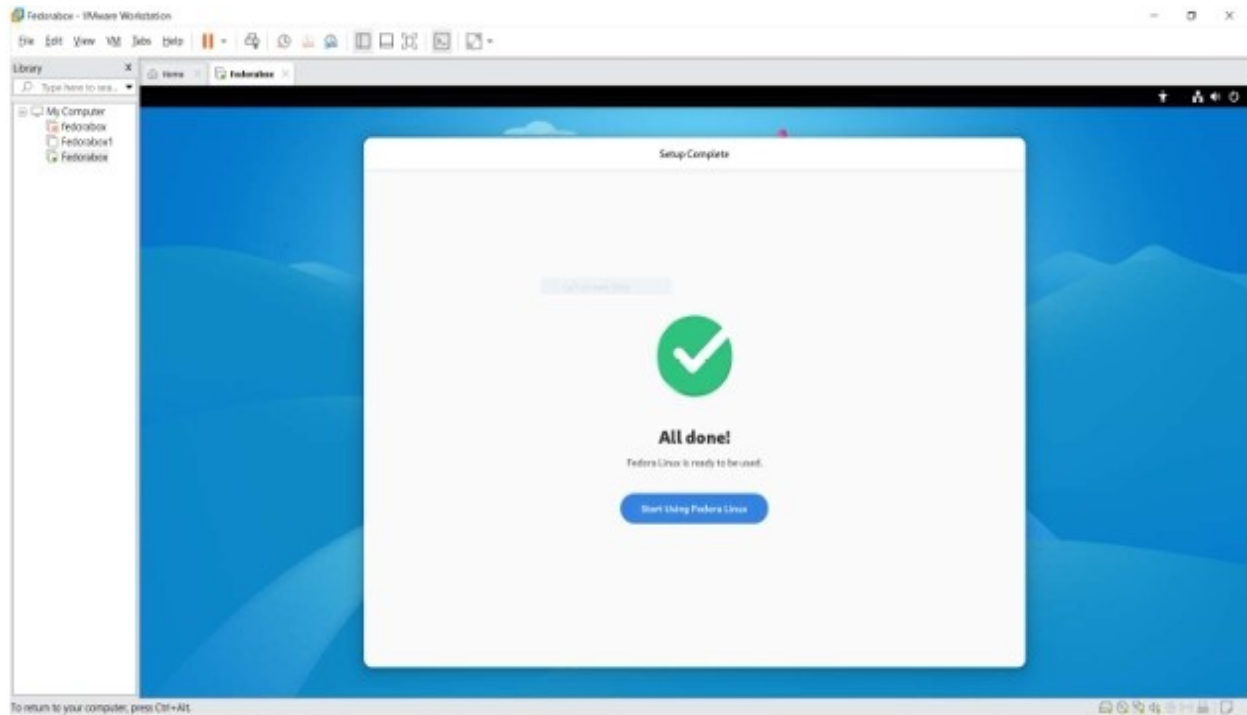 Fedorabox - VMware Workstation
File Edit View VM Tabs Help
Library X
Home Fedorabox
Type here to sea...
My Computer
fedorabox
Fedorabox1
Fedorabox
Setup Complete
All done!
Fedora Linux is ready to be used.
Start Using Fedora Linux
To return to your computer, press Ctrl+Alt.